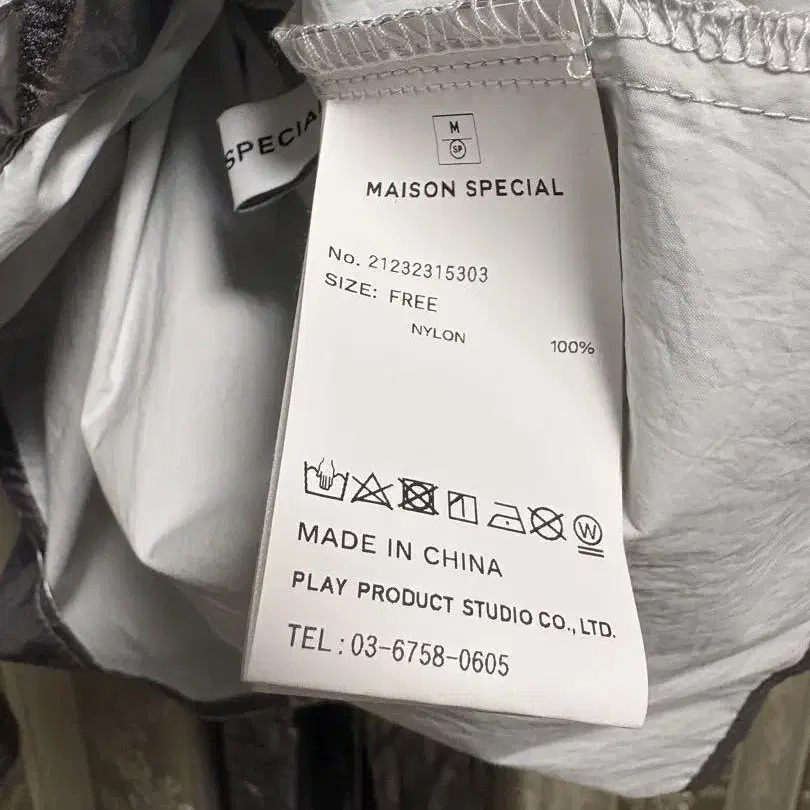 M
SP
MAISON SPECIAL
SPECIA
No. 21232315303
SIZE: FREE
NYLON 100%
W
MADE IN CHINA
PLAY PRODUCT STUDIO CO., LTD.
TEL : 03-6758-0605